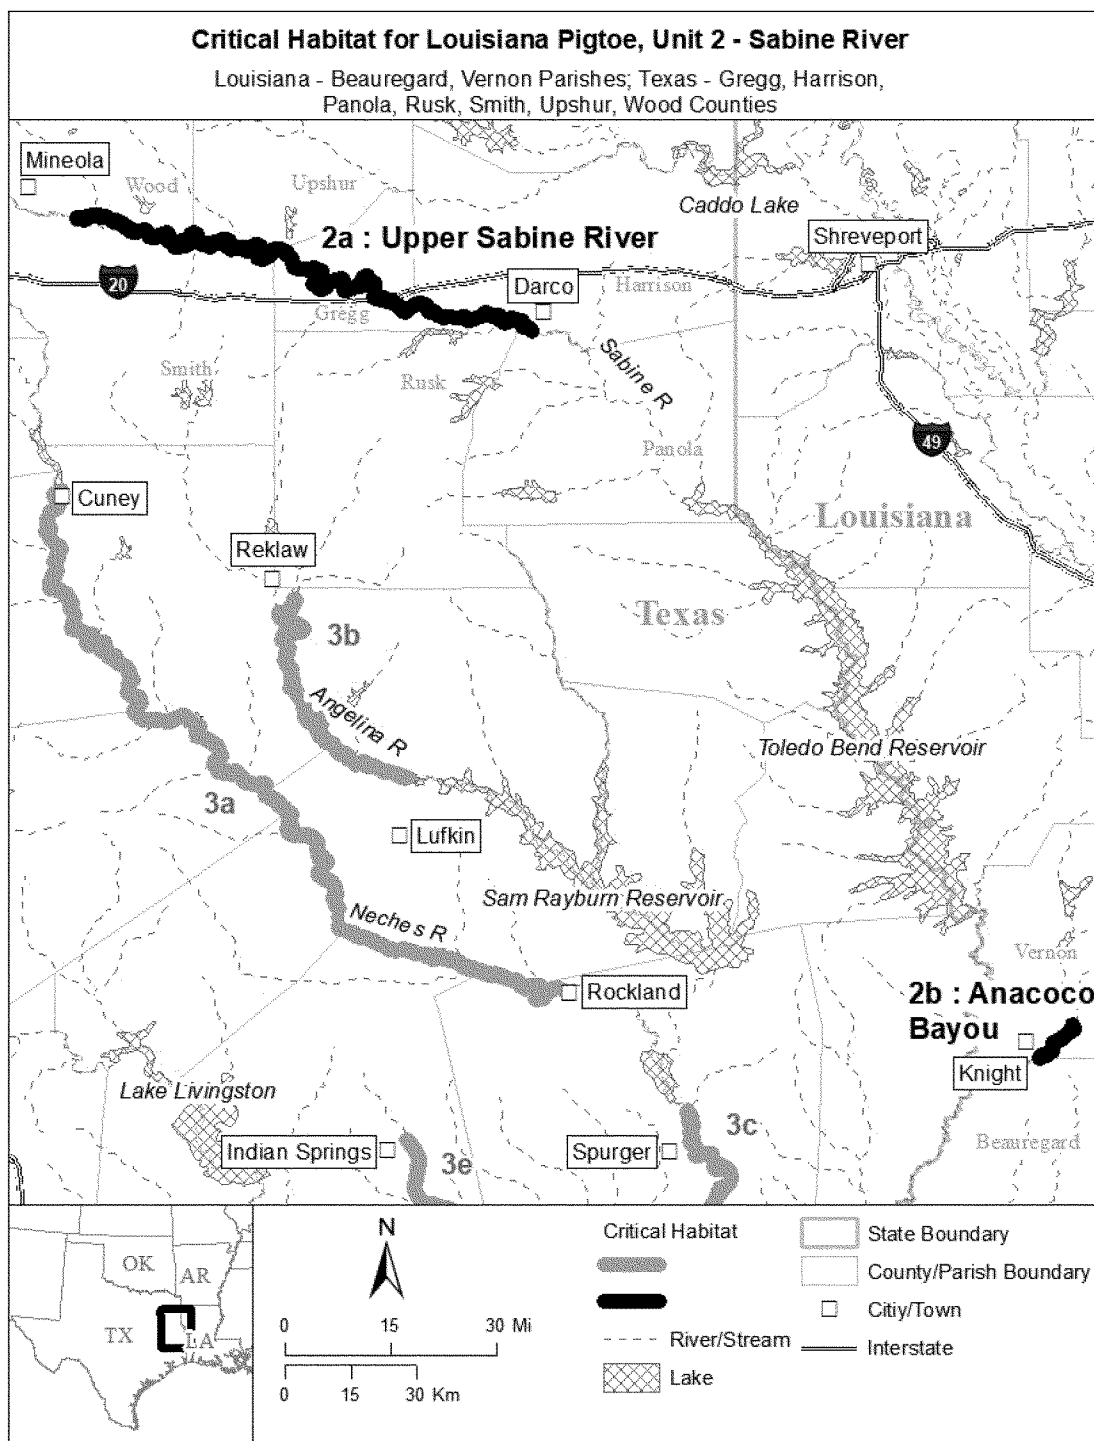 Critical Habitat for Louisiana Pigtoe, Unit 2 - Sabine River
Louisiana - Beauregard, Vernon Parishes; Texas - Gregg, Harrison,
Panola, Rusk, Smith, Upshur, Wood Counties
Mineola
Wood
Upshur
Caddo Lake
2a : Upper Sabine River
Shreveport
20
Darco
Harrison
Gregg
Smith
Rusk
Sabine R
49
Panola
Cuney
Louisiana
Reklaw
Texas
3b
Angelina R
Toledo Bend Reservoir
3a
Lufkin
Sam Rayburn Reservoir
Neches R
Vernon
Rockland
2b : Anacoco
Bayou
Knight
Lake Livingston
3c
Beauregard
Indian Springs
3e
Spurger
OK
AR
TX
LA
N
0 15 30 Mi
0 15 30 Km
Critical Habitat
River/Stream
Lake
State Boundary
County/Parish Boundary
Citiy/Town
Interstate